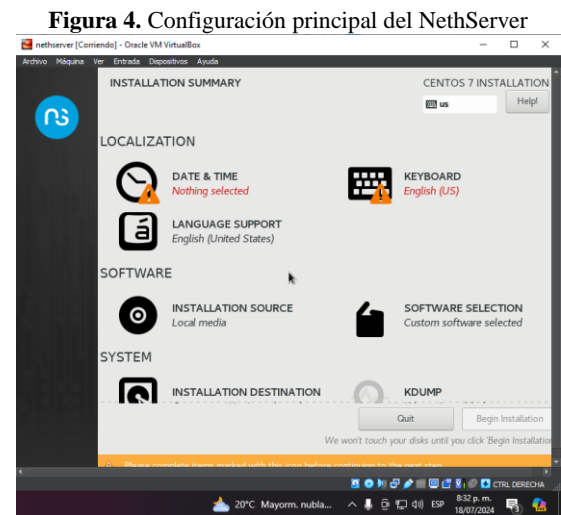 Figura 4. Configuración principal del NethServer
nethserver [Corriendo] - Oracle VM VirtualBox
Archivo Máquina Ver Entrada Dispositivos Ayuda
INSTALLATION SUMMARY
CENTOS 7 INSTALLATION
us
Help!
LOCALIZATION
DATE & TIME
Nothing selected
KEYBOARD
English (US)
LANGUAGE SUPPORT
English (United States)
SOFTWARE
INSTALLATION SOURCE
Local media
SOFTWARE SELECTION
Custom software selected
SYSTEM
INSTALLATION DESTINATION
KDUMP
Quit
Begin Installation
We won't touch your disks until you click 'Begin Installation
Please complete items marked with this icon before continuing to the next step.
CTRL DERECHA
20°C Mayorm. nubla...
ESP
8:32 p. m.
18/07/2024